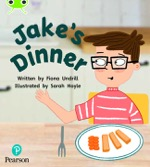 Jake's
Dinner
Written by Fiona Undrill
Illustrated by Sarah Hoyle
Pearson